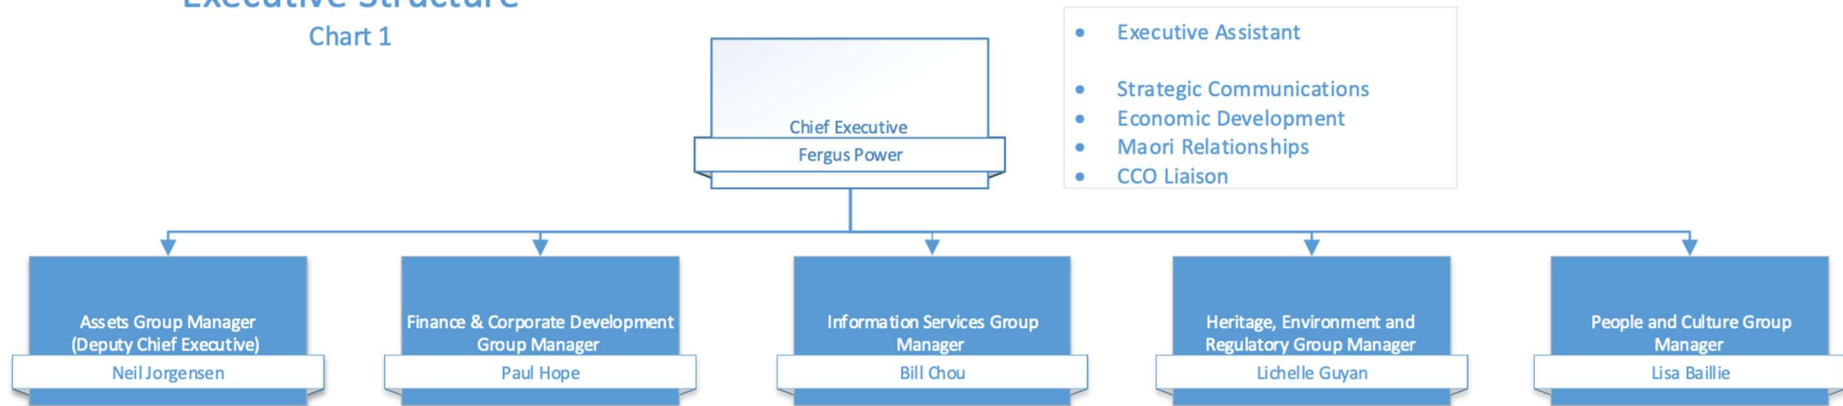 Executive Structure
Chart 1
Chief Executive
Fergus Power
Executive Assistant
Strategic Communications
Economic Development
Maori Relationships
CCO Liaison
Assets Group Manager
(Deputy Chief Executive)
Neil Jorgensen
Finance & Corporate Development
Group Manager
Paul Hope
Information Services Group
Manager
Bill Chou
Heritage, Environment and
Regulatory Group Manager
Lichelle Guyan
People and Culture Group
Manager
Lisa Baillie